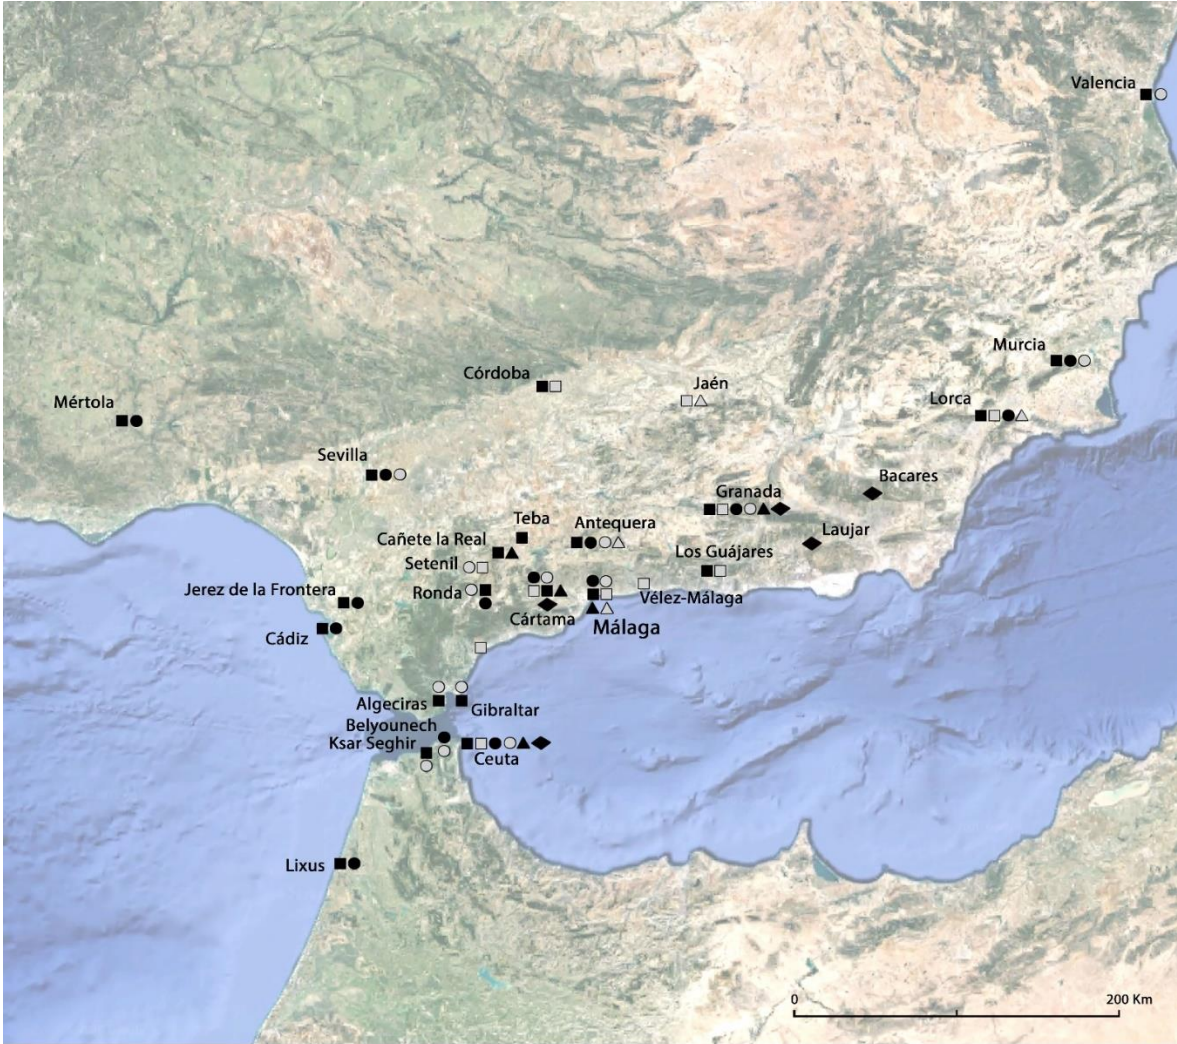 Valencia
Murcia
Córdoba
Jaén
Mértola
Lorca
Sevilla
Bacares
Granada
Teba
Antequera
Laujar
Cañete la Real
Setenil
Los Guájares
Jerez de la Frontera
Ronda
Vélez-Málaga
Cártama
Málaga
Cádiz
Algeciras
Gibraltar
Belyounech
Ksar Seghir
Ceuta
Lixus
0 200 Km